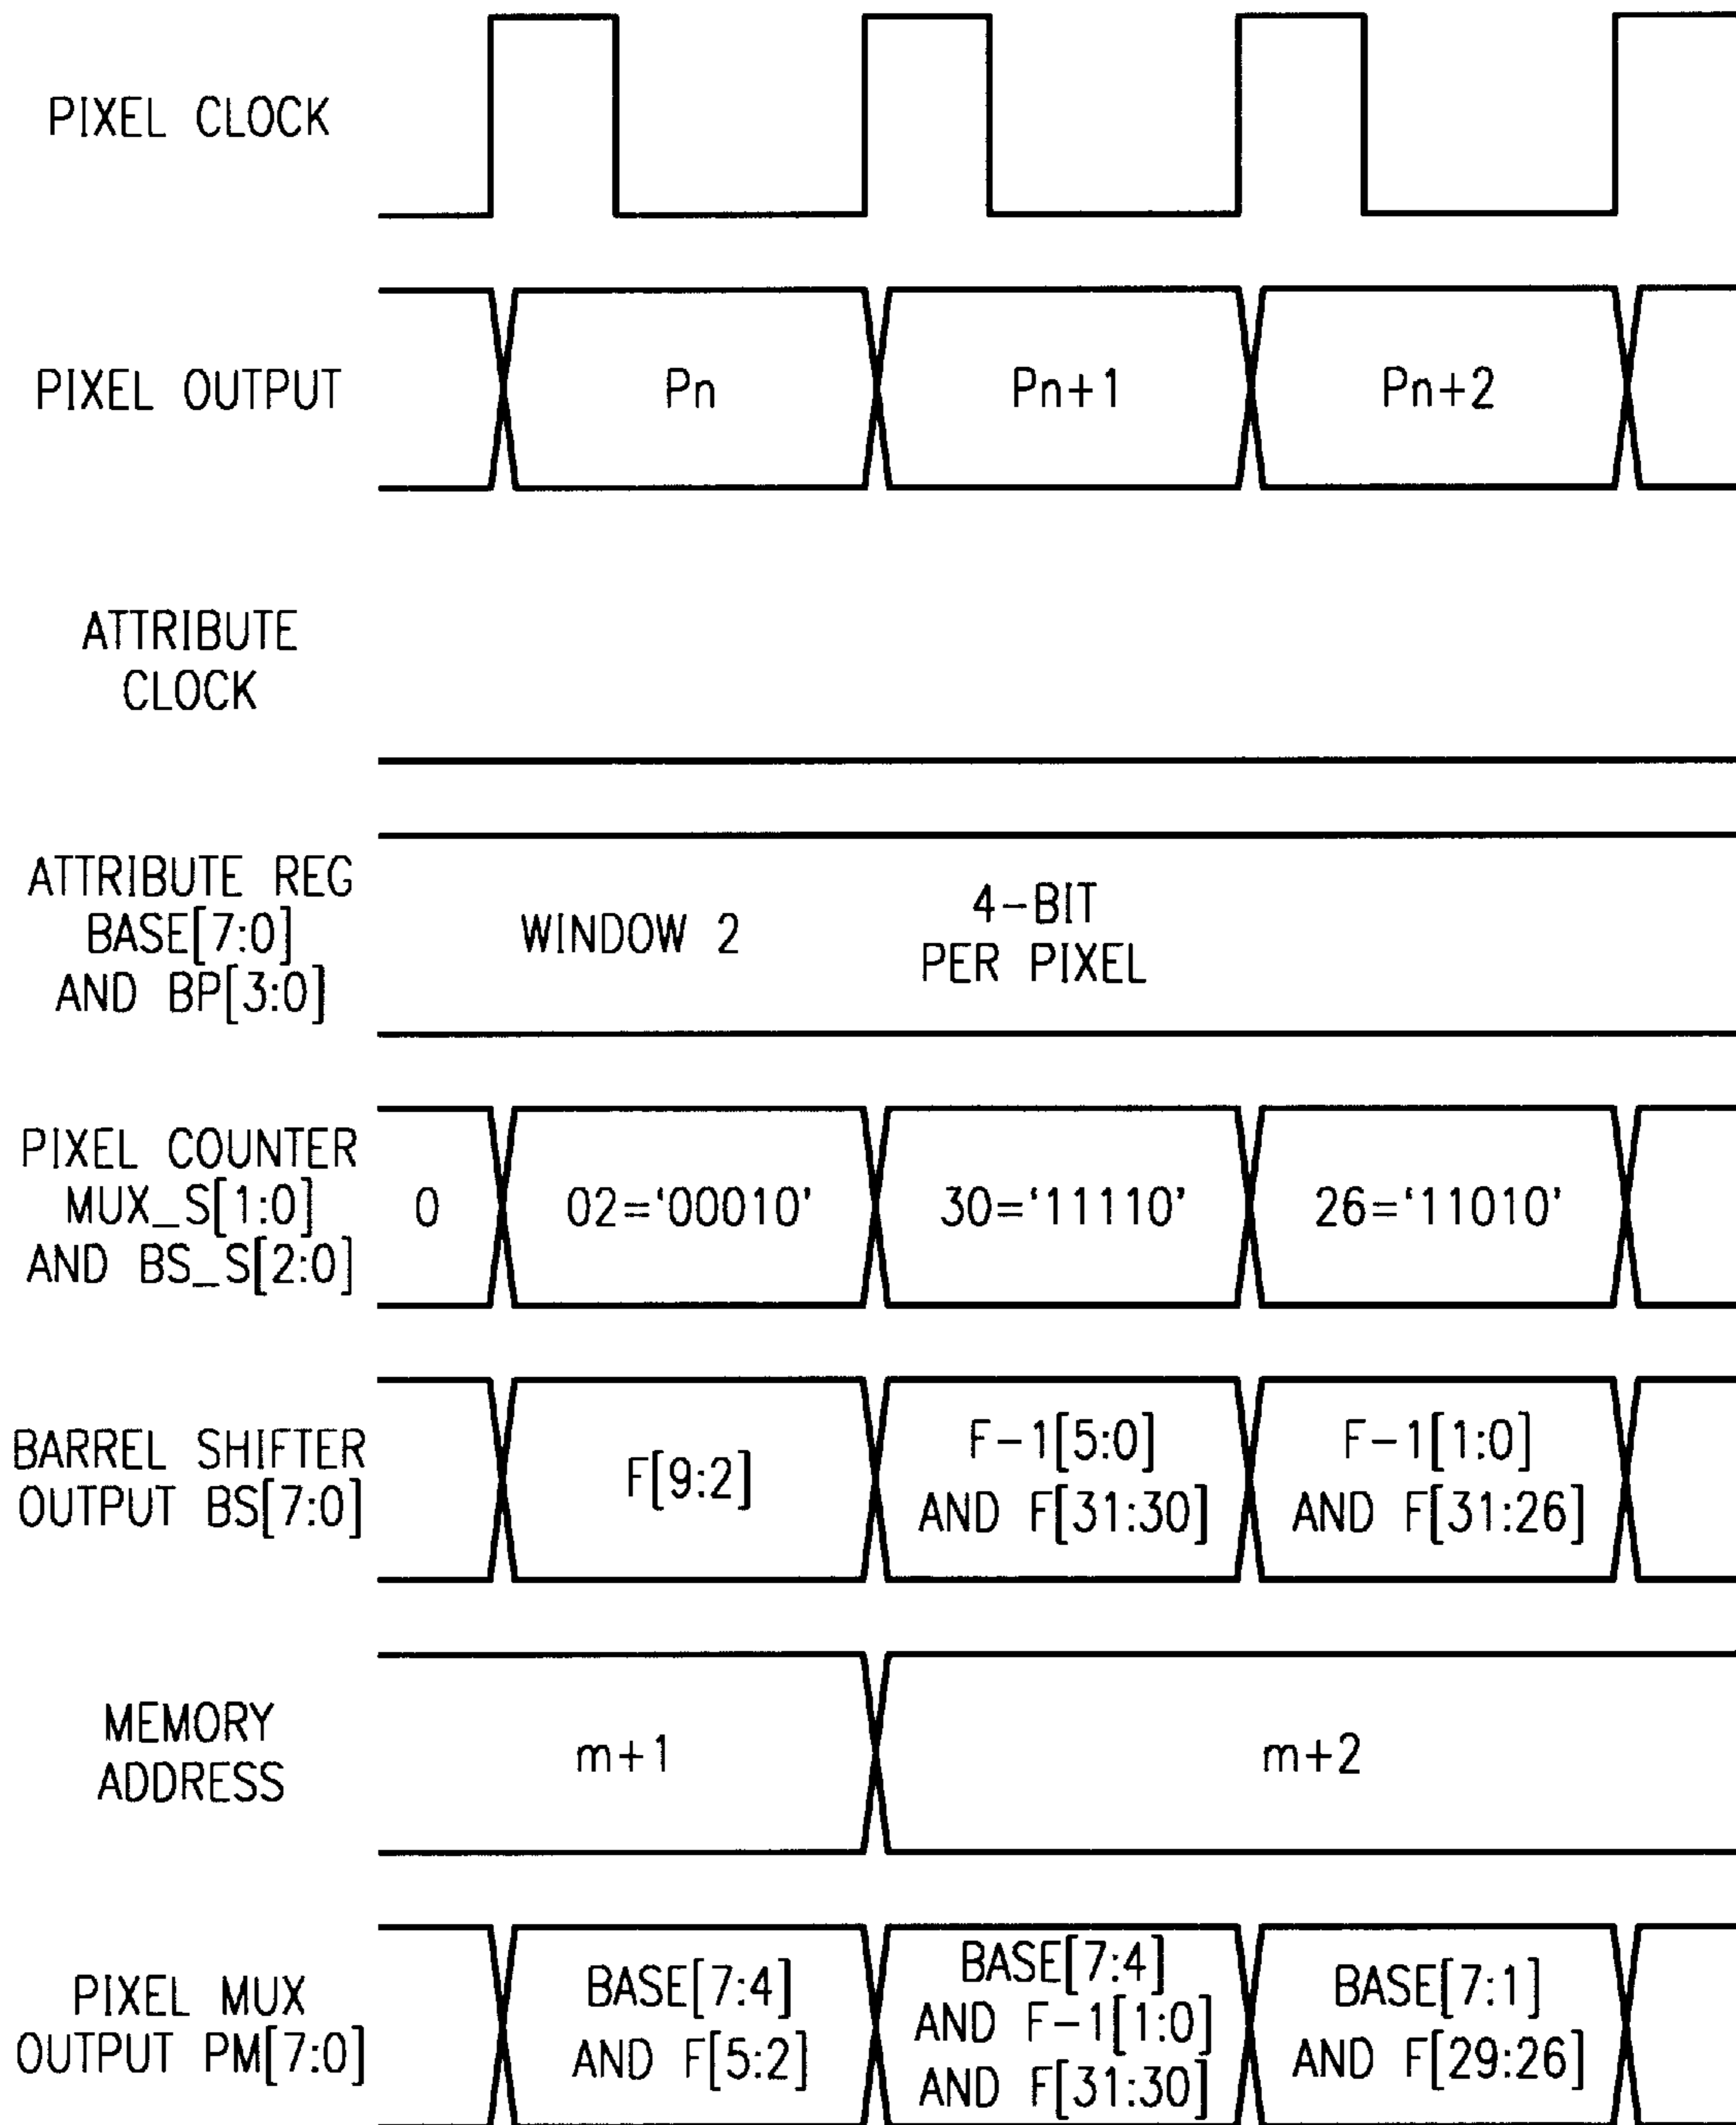 PIXEL CLOCK
PIXEL OUTPUT
Pn
Pn+1
Pn+2
ATTRIBUTE
CLOCK
ATTRIBUTE REG
BASE[7:0]
AND BP[3:0]
WINDOW 2
4-BIT
PER PIXEL
PIXEL COUNTER
MUX_S[1:0]
AND BS_S[2:0]
0
02=‘00010’
30=‘11110’
26=‘11010’
BARREL SHIFTER
OUTPUT BS[7:0]
F[9:2]
F-1[5:0]
AND F[31:30]
F-1[1:0]
AND F[31:26]
MEMORY
ADDRESS
m+1
m+2
PIXEL MUX
OUTPUT PM[7:0]
BASE[7:4]
AND F[5:2]
BASE[7:4]
AND F-1[1:0]
AND F[31:30]
BASE[7:1]
AND F[29:26]